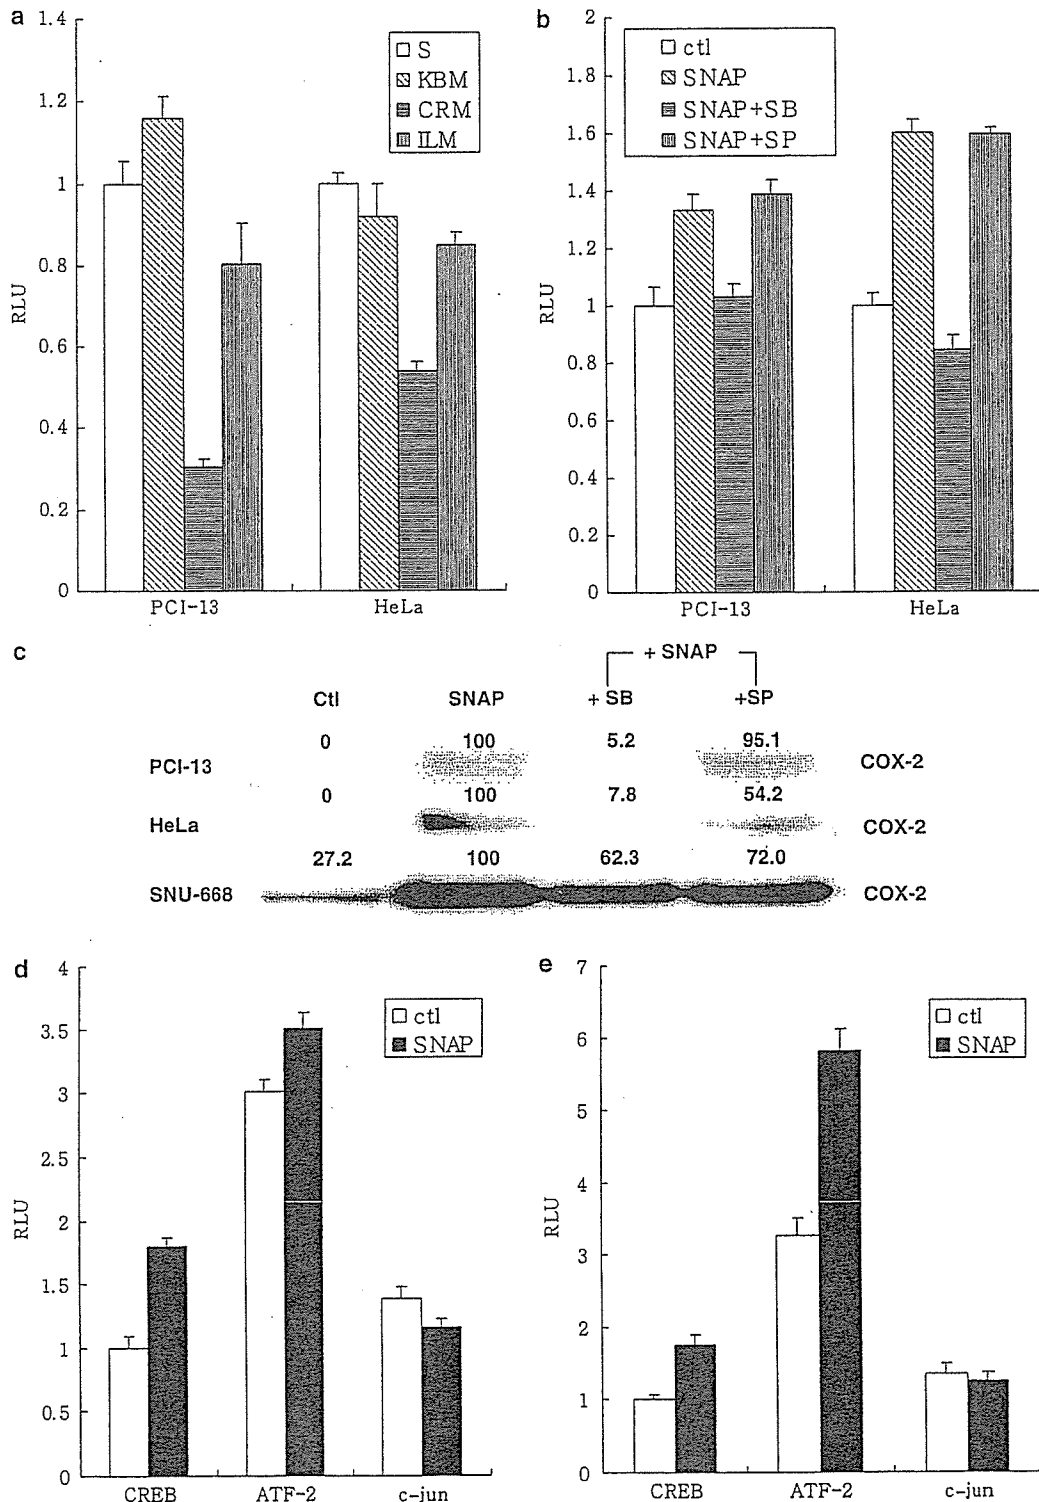 a
1.4
1.2
1
0.8
0.6
0.4
0.2
0
RLU
S
KBM
CRM
ILM
PCI-13 HeLa
b
2
1.8
1.6
1.4
1.2
1
0.8
0.6
0.4
0.2
0
RLU
ctl
SNAP
SNAP+SB
SNAP+SP
PCI-13 HeLa
c
+ SNAP
Ctl SNAP + SB +SP
0 100 5.2 95.1
PCI-13 COX-2
0 100 7.8 54.2
HeLa COX-2
27.2 100 62.3 72.0
SNU-668 COX-2
d
4
3.5
3
2.5
2
1.5
1
0.5
0
RLU
ctl
SNAP
CREB ATF-2 c-jun
e
7
6
5
4
3
2
1
0
RLU
ctl
SNAP
CREB ATF-2 c-jun